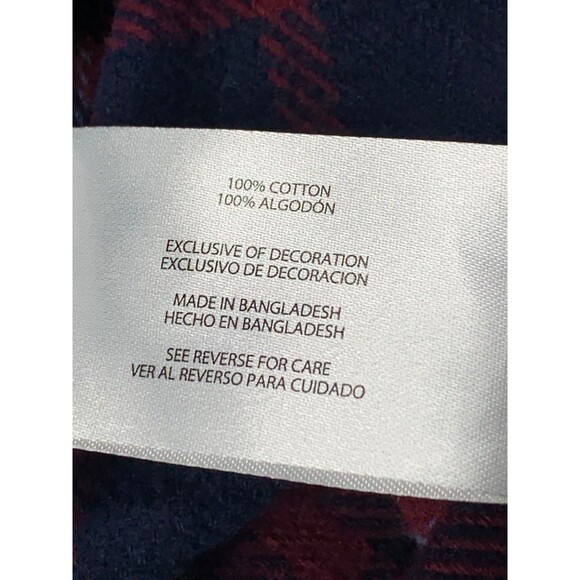 100% COTTON
100% ALGODÓN
EXCLUSIVE OF DECORATION
EXCLUSIVO DE DECORACION
MADE IN BANGLADESH
HECHO EN BANGLADESH
SEE REVERSE FOR CARE
VER AL REVERSO PARA CUIDADO